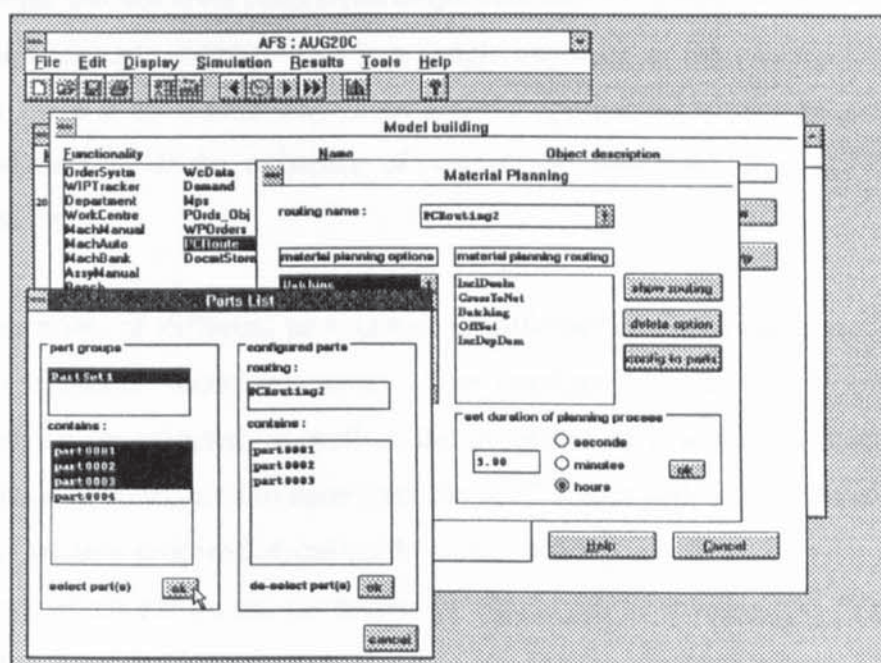 AFS : AUG20C
File Edit Display Simulation Results Tools Help
Model building
Functionality Name Object description
OrderSystm WcData
WIPTracker Demand
Department Mps
WorkCentre POrds_Obj
MachManual WPOrders
MachAuto PCRoute
MachBank DocmtStore
AssyManual
Bench
20
Material Planning
routing name : PCRouting2
material planning options material planning routing
Batching
InclDepIn
GrossToNet
Batching
OffSet
IncDepDem
show routing
delete option
config to parts
set duration of planning process
5.00
seconds
minutes
hours
ok
Help Cancel
Parts List
part groups
PartSet1
contains :
part0001
part0002
part0003
part0004
select part(s) ok
configured parts
routing :
PCRouting2
contains :
part0001
part0002
part0003
de-select part(s) ok
cancel